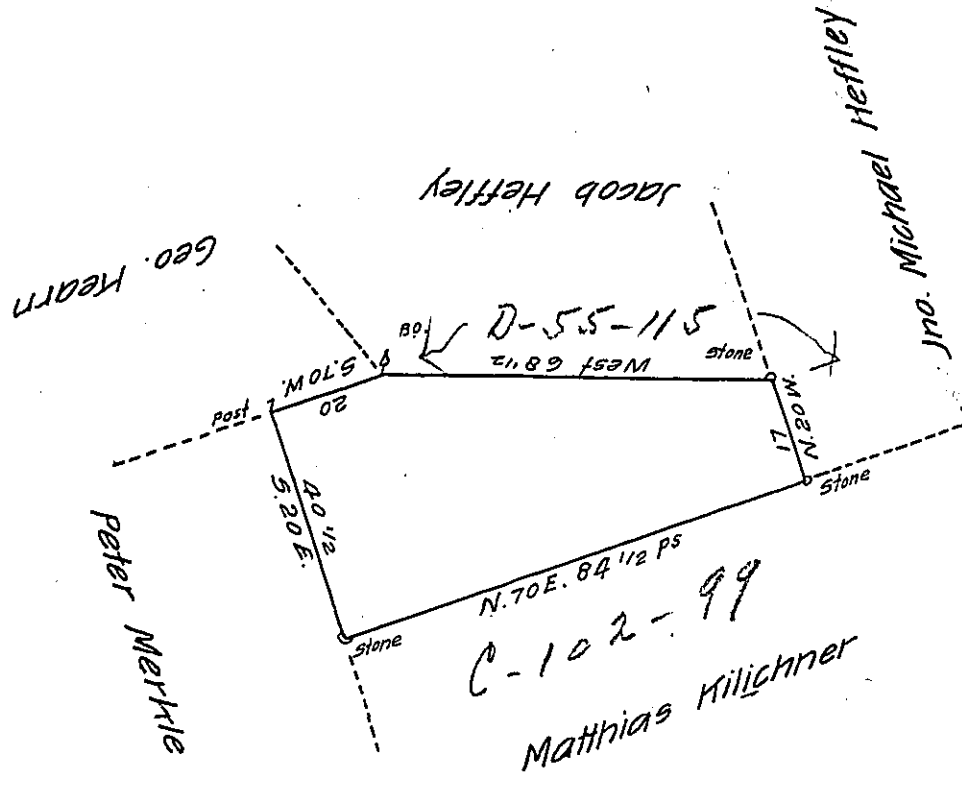 Jno. Michael Heffley
Jacob Heffley
Geo. Hearn
D-55-115
BO.
West 68 1/2
Stone
S.70W.
20
Post
N.20W.
17
Stone
40 1/2
S.20E.
N.70E. 84 1/2 Ps
Stone
C-102-99
Peter Merkle
Matthias Kilichner